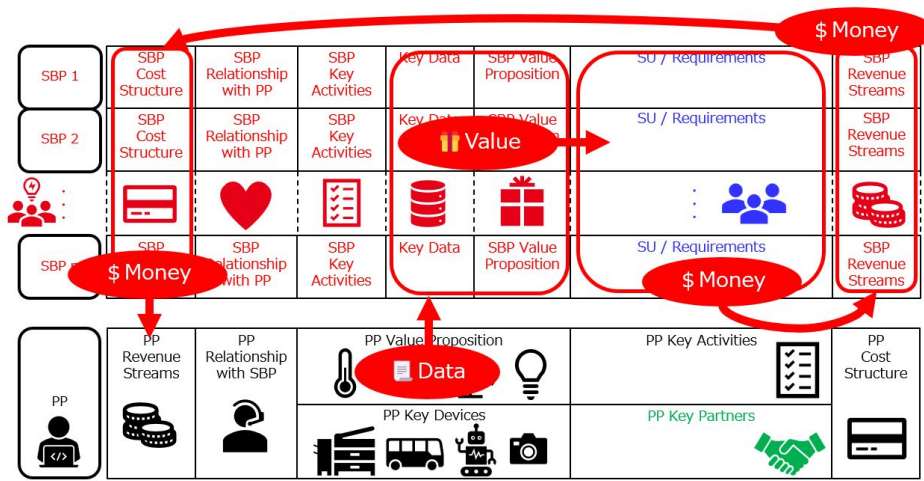 $ Money
SBP 1
SBP
Cost
Structure
SBP
Relationship
with PP
SBP
Key
Activities
Key Data
SBP Value
Proposition
SU / Requirements
SBP
Revenue
Streams
SBP 2
SBP
Cost
Structure
SBP
Relationship
with PP
SBP
Key
Activities
Key Data
SBP Value
Value
SU / Requirements
SBP
Revenue
Streams
SBP
SBP
SBP
Relationship
with PP
SBP
Key
Activities
Key Data
SBP Value
Proposition
SU / Requirements
SBP
Revenue
Streams
$ Money
$ Money
PP
PP
Revenue
Streams
PP
Relationship
with SBP
PP Value Proposition
Data
PP Key Activities
PP
Cost
Structure
PP Key Devices
PP Key Partners